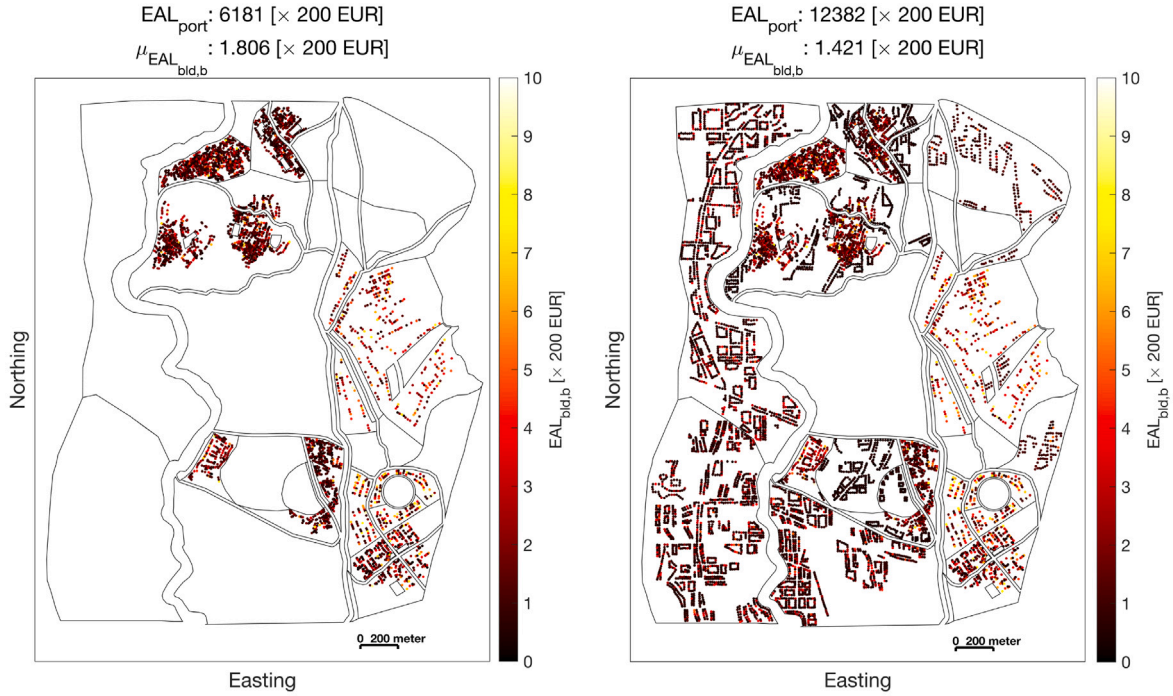 EAL_port: 6181 [× 200 EUR]
μ_EAL_bld,b : 1.806 [× 200 EUR]
10
9
8
7
6
5
4
3
2
1
0
EAL_bld,b [× 200 EUR]
Northing
0 200 meter
Easting
EAL_port: 12382 [× 200 EUR]
μ_EAL_bld,b : 1.421 [× 200 EUR]
10
9
8
7
6
5
4
3
2
1
0
EAL_bld,b [× 200 EUR]
Northing
0 200 meter
Easting